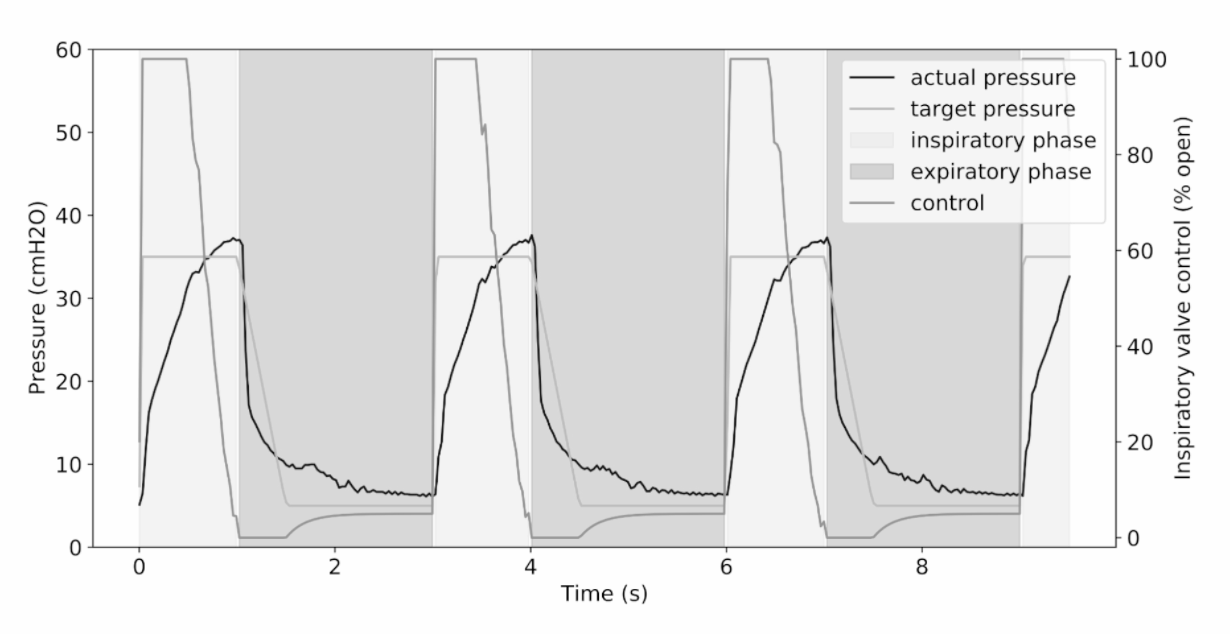 60
50
40
30
20
10
0
Pressure (cmH2O)
100
80
60
40
20
0
Inspiratory valve control (% open)
actual pressure
target pressure
inspiratory phase
expiratory phase
control
0 2 4 6 8
Time (s)